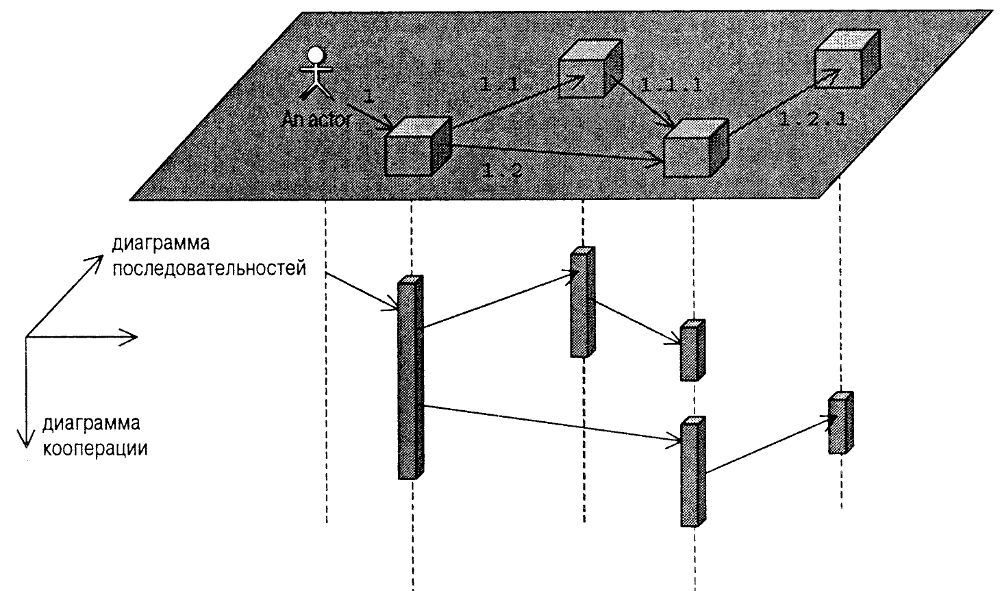 1
1.1
1.1.1
An actor
1.2.1
1.2
диаграмма
последовательностей
диаграмма
кооперации